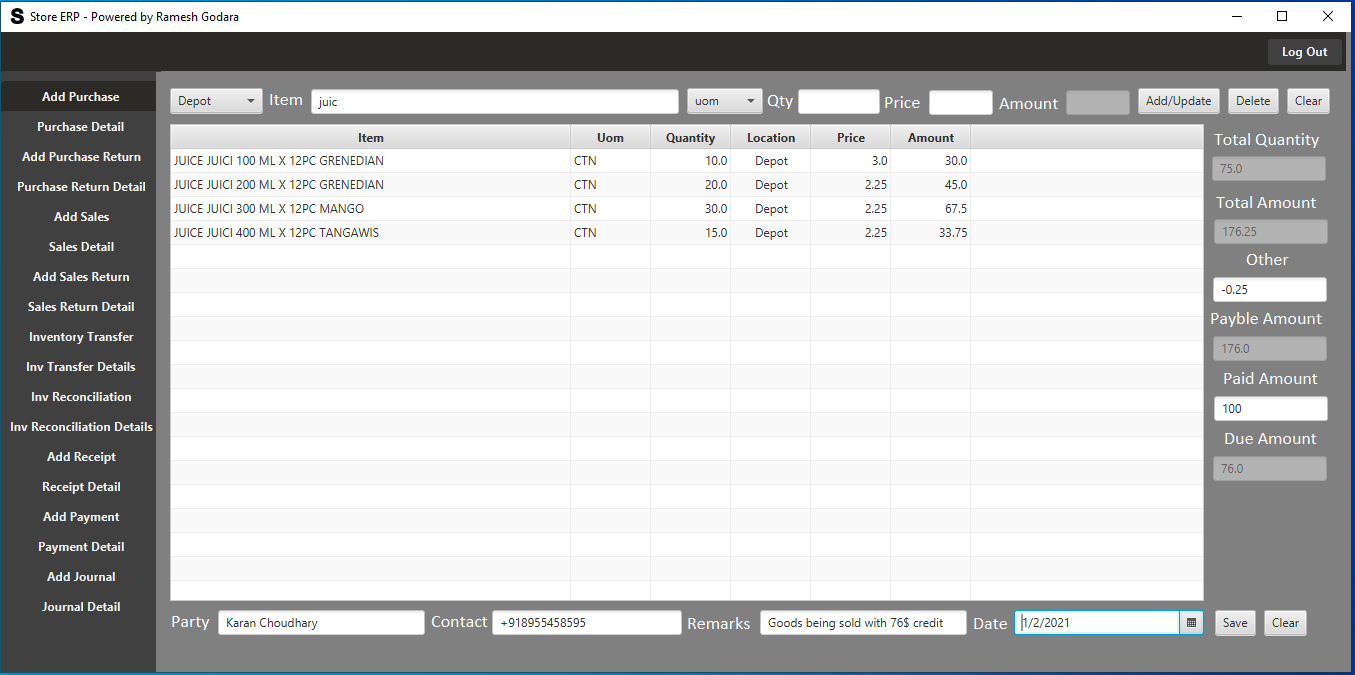 S Store ERP - Powered by Ramesh Godara
Log Out
Add Purchase
Purchase Detail
Add Purchase Return
Purchase Return Detail
Add Sales
Sales Detail
Add Sales Return
Sales Return Detail
Inventory Transfer
Inv Transfer Details
Inv Reconciliation
Inv Reconciliation Details
Add Receipt
Receipt Detail
Add Payment
Payment Detail
Add Journal
Journal Detail
Depot Item juic uom Qty Price Amount Add/Update Delete Clear
Item Uom Quantity Location Price Amount
JUICE JUICI 100 ML X 12PC GRENEDIAN CTN 10.0 Depot 3.0 30.0
JUICE JUICI 200 ML X 12PC GRENEDIAN CTN 20.0 Depot 2.25 45.0
JUICE JUICI 300 ML X 12PC MANGO CTN 30.0 Depot 2.25 67.5
JUICE JUICI 400 ML X 12PC TANGAWIS CTN 15.0 Depot 2.25 33.75
Total Quantity
75.0
Total Amount
176.25
Other
-0.25
Payble Amount
176.0
Paid Amount
100
Due Amount
76.0
Party Karan Choudhary Contact +918955458595 Remarks Goods being sold with 76$ credit Date 1/2/2021 Save Clear